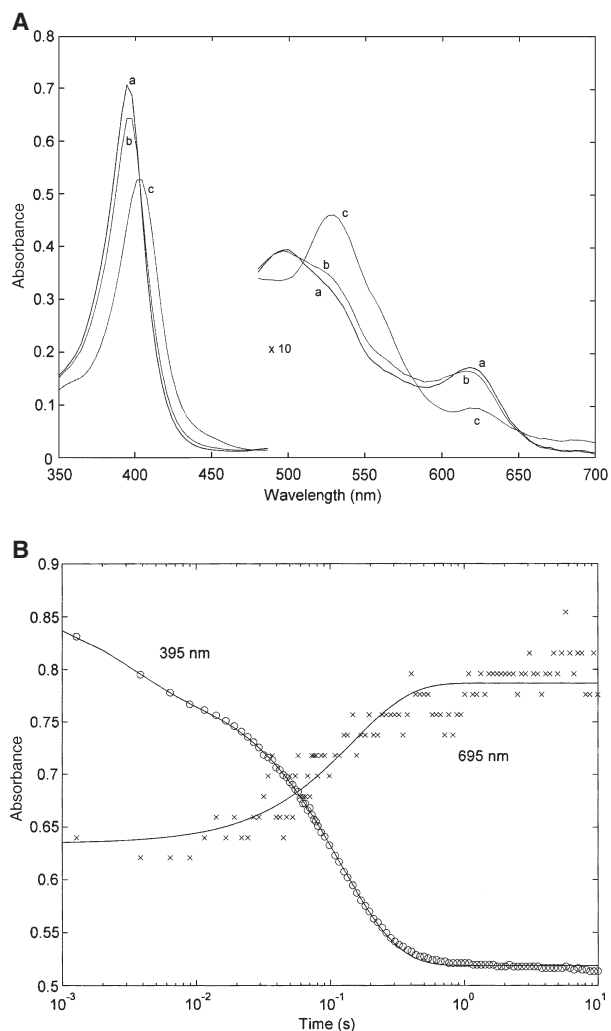 A
0.8
0.7
0.6
0.5
0.4
0.3
0.2
0.1
0
Absorbance
a
b
c
c
b
a
x 10
a
b
c
350 400 450 500 550 600 650 700
Wavelength (nm)
B
0.9
0.85
0.8
0.75
0.7
0.65
0.6
0.55
0.5
Absorbance
395 nm
695 nm
10-3 10-2 10-1 100 101
Time (s)